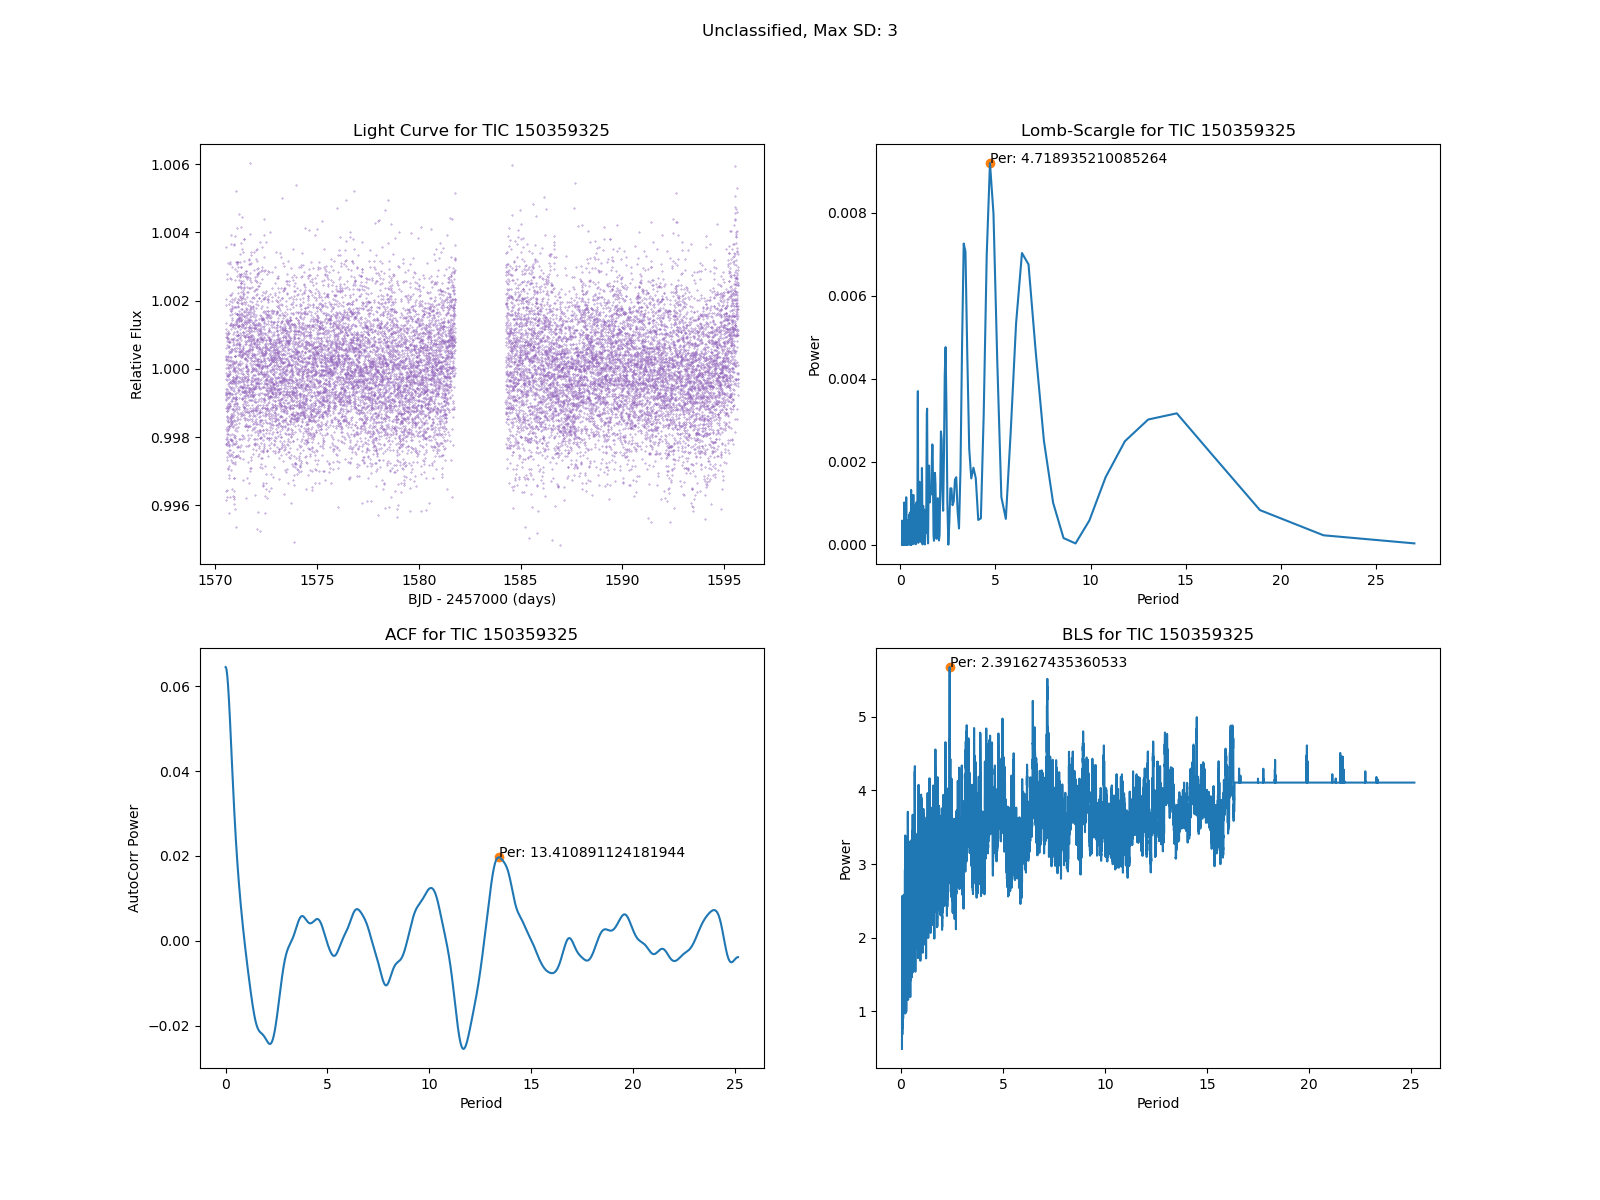 Unclassified, Max SD: 3
Light Curve for TIC 150359325
1.006
1.004
1.002
1.000
0.998
0.996
Relative Flux
1570
1575
1580
1585
1590
1595
BJD - 2457000 (days)
Lomb-Scargle for TIC 150359325
Per: 4.718935210085264
0.008
0.006
0.004
0.002
0.000
Power
0
5
10
15
20
25
Period
ACF for TIC 150359325
Per: 13.410891124181944
0.06
0.04
0.02
0.00
−0.02
AutoCorr Power
0
5
10
15
20
25
Period
BLS for TIC 150359325
Per: 2.391627435360533
5
4
3
2
1
Power
0
5
10
15
20
25
Period